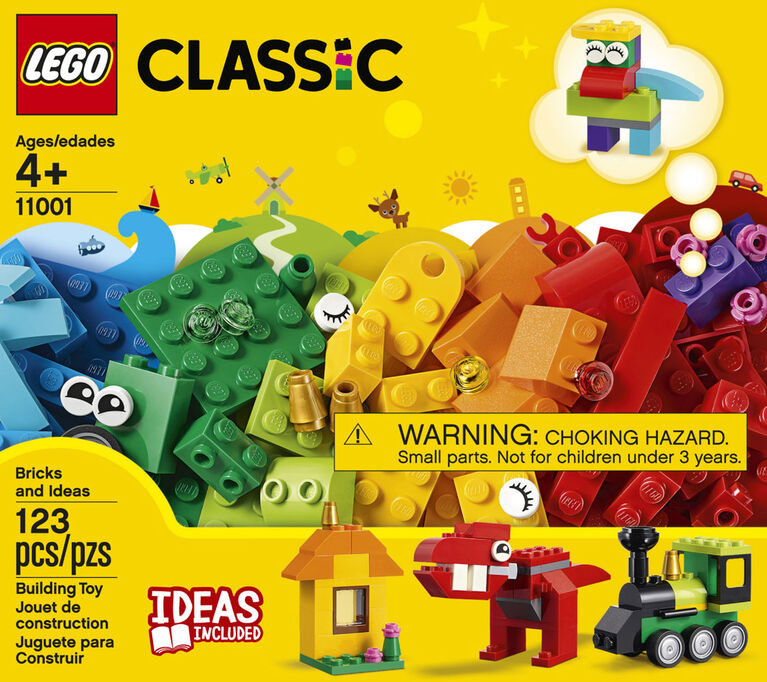 LEGO
CLASSIC
Ages/edades
4+
11001
⚠ WARNING: CHOKING HAZARD.
Small parts. Not for children under 3 years.
Bricks
and Ideas
123
pcs/pzs
Building Toy
Jouet de
construction
Juguete para
Construir
IDEAS
INCLUDED